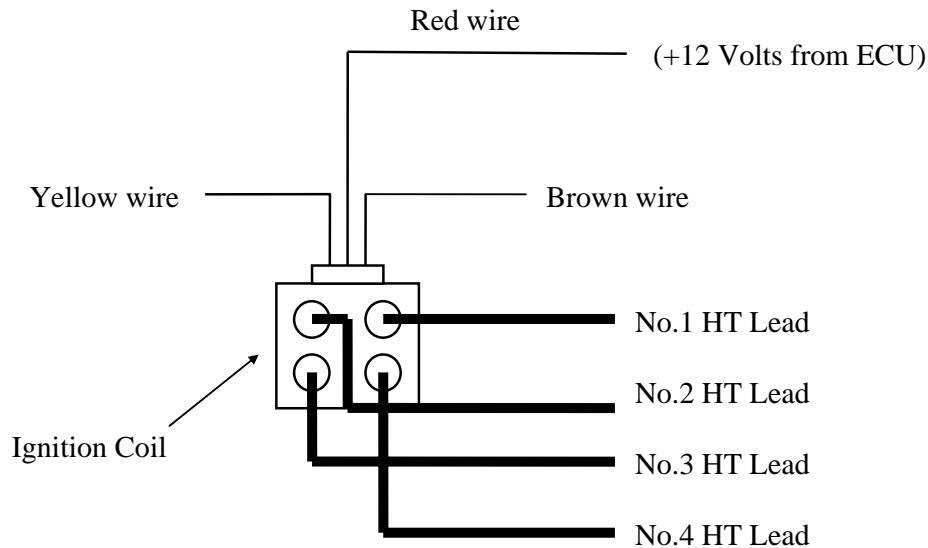 Red wire
(+12 Volts from ECU)
Yellow wire
Brown wire
No.1 HT Lead
No.2 HT Lead
Ignition Coil
No.3 HT Lead
No.4 HT Lead